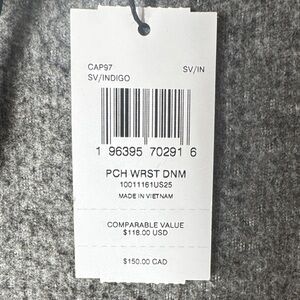 CAP97 SV/IN
SV/INDIGO
1 96395 70291 6
PCH WRST DNM
10011161US25
MADE IN VIETNAM
COMPARABLE VALUE
$118.00 USD
$150.00 CAD